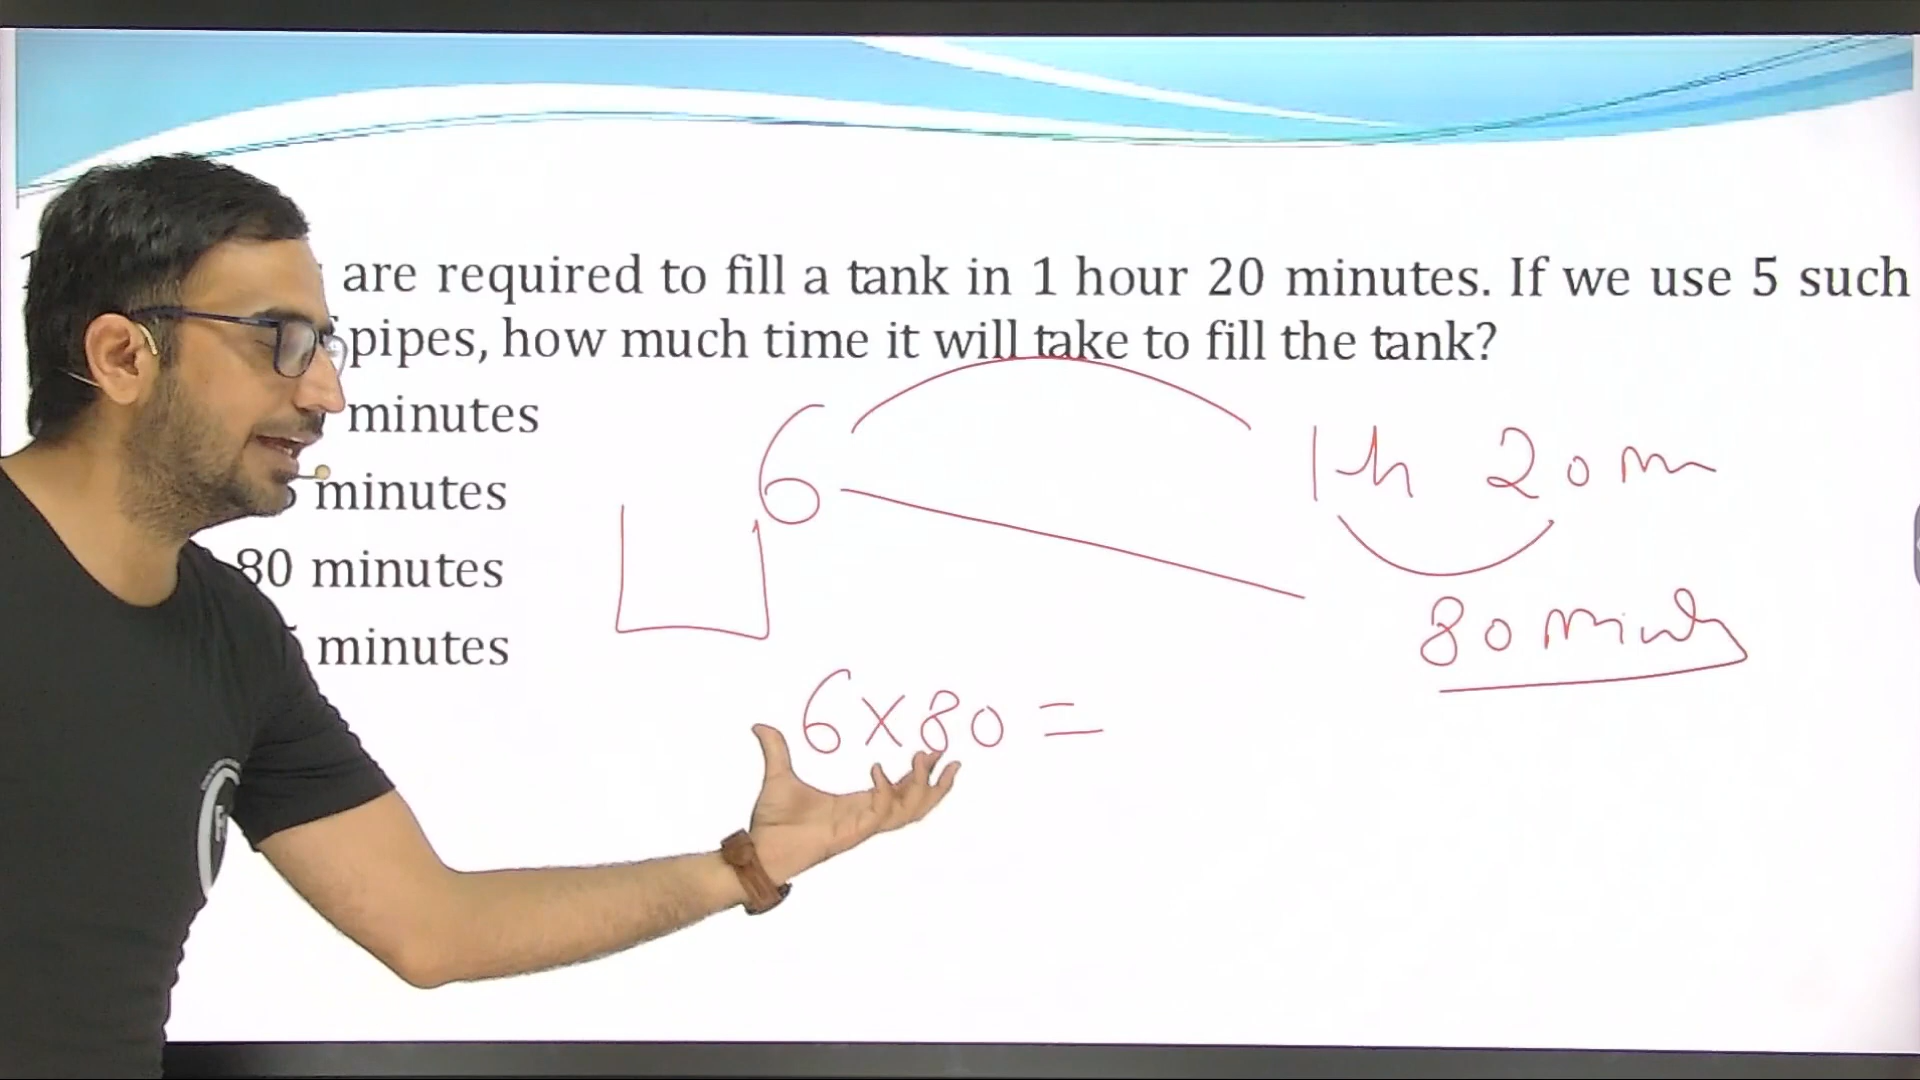 are required to fill a tank in 1 hour 20 minutes. If we use 5 such
pipes, how much time it will take to fill the tank?
minutes
minutes
80 minutes
minutes
6
1h 20m
80 minuts
6×80=